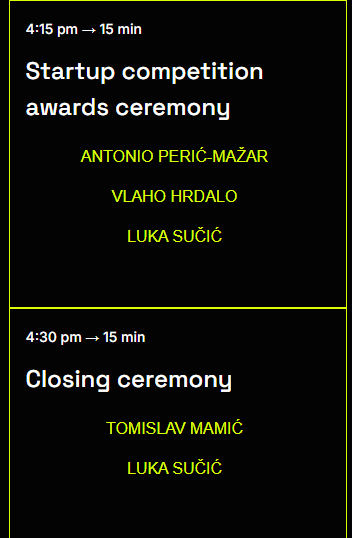 4:15 pm → 15 min
Startup competition
awards ceremony
ANTONIO PERIĆ-MAŽAR
VLAHO HRDALO
LUKA SUČIĆ
4:30 pm → 15 min
Closing ceremony
TOMISLAV MAMIĆ
LUKA SUČIĆ